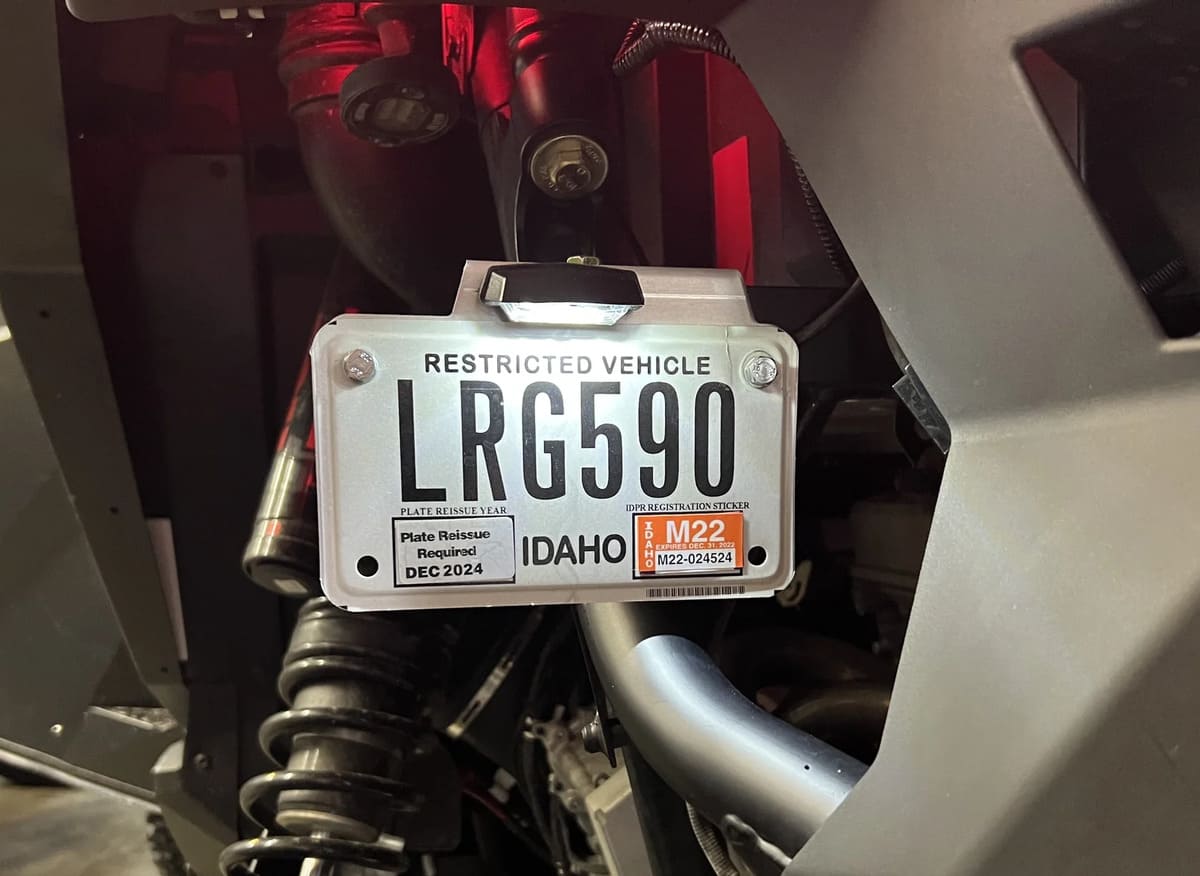 RESTRICTED VEHICLE
LRG590
PLATE REISSUE YEAR
IDPR REGISTRATION STICKER
Plate Reissue
Required
DEC 2024
IDAHO
IDAHO
M22
EXPIRES DEC. 31, 2022
M22-024524